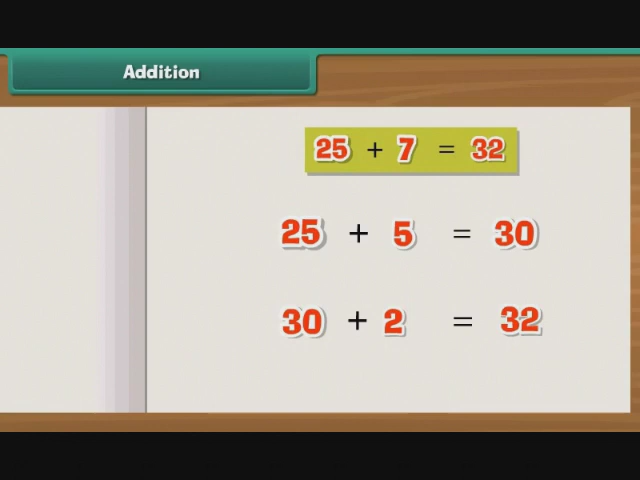 Addition
25 + 7 = 32
25 + 5 = 30
30 + 2 = 32